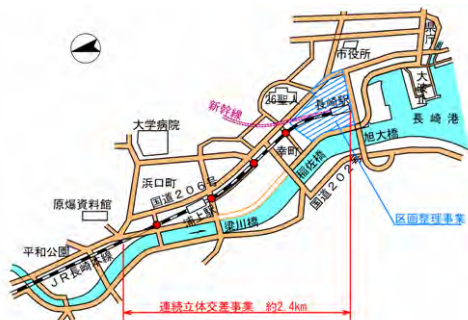 県庁
市役所
大波止
26聖人
長崎駅
新幹線
長崎港
大学病院
旭大橋
幸町
浜口町
国道206号
稲佐橋
国道202号
原爆資料館
浦上駅
区画整理事業
梁川橋
平和公園
JR長崎本線
連続立体交差事業 約2.4km